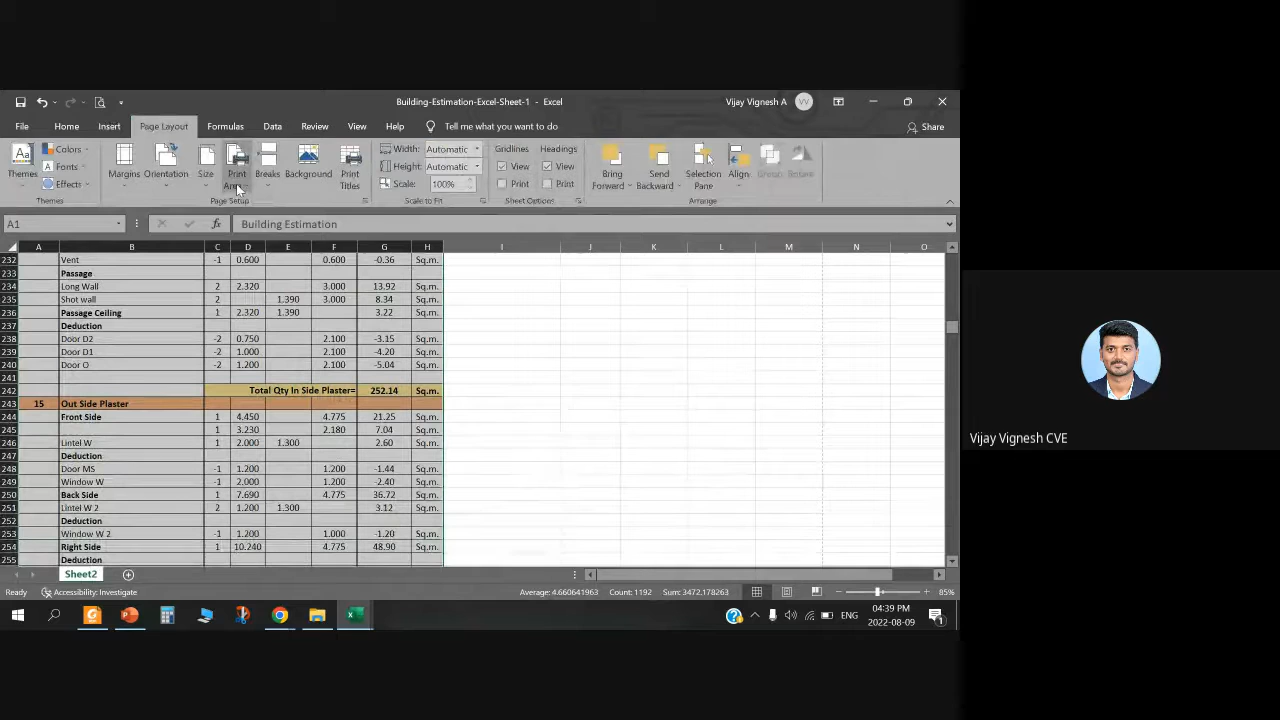 Building-Estimation-Excel-Sheet-1 - Excel
Vijay Vignesh A
VV
File Home Insert Page Layout Formulas Data Review View Help Tell me what you want to do Share
Aa
Themes
Colors
Fonts
Effects
Margins Orientation Size Print Area Breaks Background Print Titles
Width: Automatic
Height: Automatic
Scale: 100%
Gridlines Headings
View View
Print Print
Bring Forward Send Backward Selection Pane Align Group Rotate
Themes Page Setup Scale to Fit Sheet Options Arrange
A1 fx Building Estimation
A B C D E F G H I J K L M N O
232 Vent -1 0.600 0.600 -0.36 Sq.m.
233 Passage
234 Long Wall 2 2.320 3.000 13.92 Sq.m.
235 Shot wall 2 1.390 3.000 8.34 Sq.m.
236 Passage Ceiling 1 2.320 1.390 3.22 Sq.m.
237 Deduction
238 Door D2 -2 0.750 2.100 -3.15 Sq.m.
239 Door D1 -2 1.000 2.100 -4.20 Sq.m.
240 Door O -2 1.200 2.100 -5.04 Sq.m.
241
242 Total Qty In Side Plaster= 252.14 Sq.m.
243 15 Out Side Plaster
244 Front Side 1 4.450 4.775 21.25 Sq.m.
245 1 3.230 2.180 7.04 Sq.m.
246 Lintel W 1 2.000 1.300 2.60 Sq.m.
247 Deduction
248 Door MS -1 1.200 1.200 -1.44 Sq.m.
249 Window W -1 2.000 1.200 -2.40 Sq.m.
250 Back Side 1 7.690 4.775 36.72 Sq.m.
251 Lintel W 2 2 1.200 1.300 3.12 Sq.m.
252 Deduction
253 Window W 2 -1 1.200 1.000 -1.20 Sq.m.
254 Right Side 1 10.240 4.775 48.90 Sq.m.
255 Deduction
Sheet2
Ready Accessibility: Investigate Average: 4.660641963 Count: 1192 Sum: 3472.178263 85%
ENG
04:39 PM
2022-08-09
1
Vijay Vignesh CVE